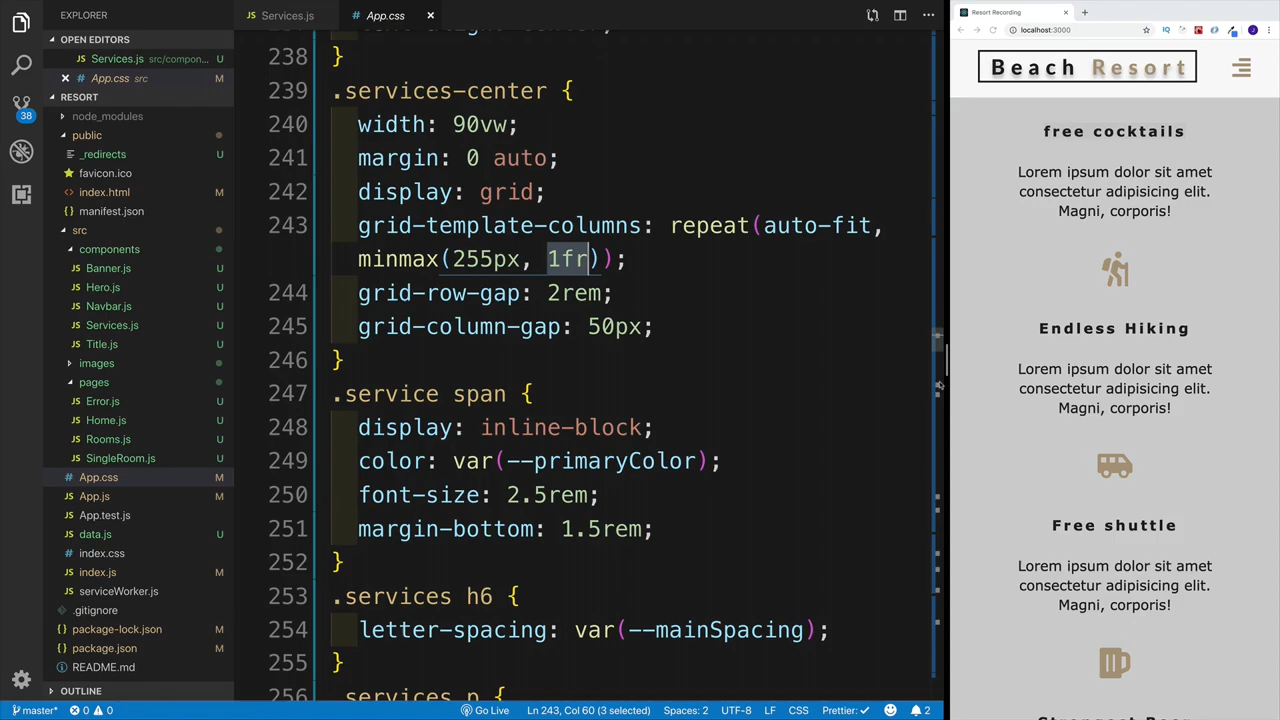 EXPLORER
OPEN EDITORS
Services.js src/compon... U
App.css src M
RESORT
node_modules
public
_redirects U
favicon.ico U
index.html M
manifest.json
src
components
Banner.js U
Hero.js U
Navbar.js U
Services.js U
Title.js U
images
pages
Error.js U
Home.js U
Rooms.js U
SingleRoom.js U
App.css M
App.js M
App.test.js
data.js U
index.css
index.js M
serviceWorker.js
.gitignore
package-lock.json M
package.json M
README.md
OUTLINE
38
Services.js
App.css
238 }
239 .services-center {
240 width: 90vw;
241 margin: 0 auto;
242 display: grid;
243 grid-template-columns: repeat(auto-fit,
minmax(255px, 1fr));
244 grid-row-gap: 2rem;
245 grid-column-gap: 50px;
246 }
247 .service span {
248 display: inline-block;
249 color: var(--primaryColor);
250 font-size: 2.5rem;
251 margin-bottom: 1.5rem;
252 }
253 .services h6 {
254 letter-spacing: var(--mainSpacing);
255 }
256 .services p {
master* 0 0
Go Live Ln 243, Col 60 (3 selected) Spaces: 2 UTF-8 LF CSS Prettier: 2
Resort Recording
localhost:3000
Beach Resort
free cocktails
Lorem ipsum dolor sit amet
consectetur adipisicing elit.
Magni, corporis!
Endless Hiking
Lorem ipsum dolor sit amet
consectetur adipisicing elit.
Magni, corporis!
Free shuttle
Lorem ipsum dolor sit amet
consectetur adipisicing elit.
Magni, corporis!